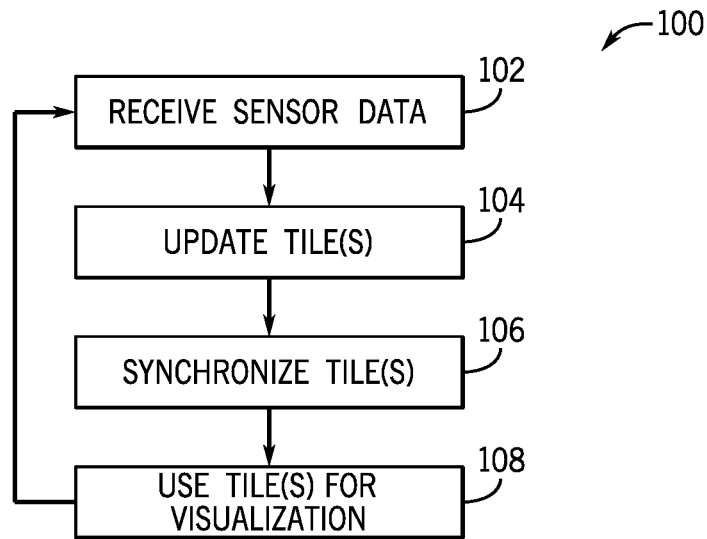 100
102
RECEIVE SENSOR DATA
104
UPDATE TILE(S)
106
SYNCHRONIZE TILE(S)
108
USE TILE(S) FOR
VISUALIZATION